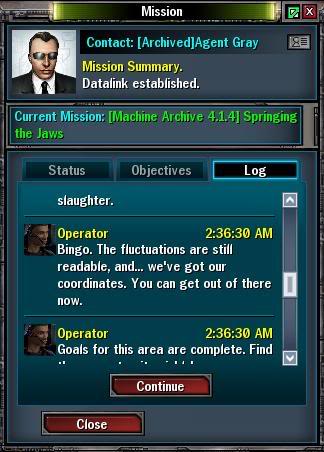 Mission
Contact: [Archived]Agent Gray
Mission Summary.
Datalink established.
Current Mission: [Machine Archive 4.1.4] Springing
the Jaws
Status Objectives Log
slaughter.
Operator 2:36:30 AM
Bingo. The fluctuations are still
readable, and... we've got our
coordinates. You can get out of there
now.
Operator 2:36:30 AM
Goals for this area are complete. Find
Continue
Close